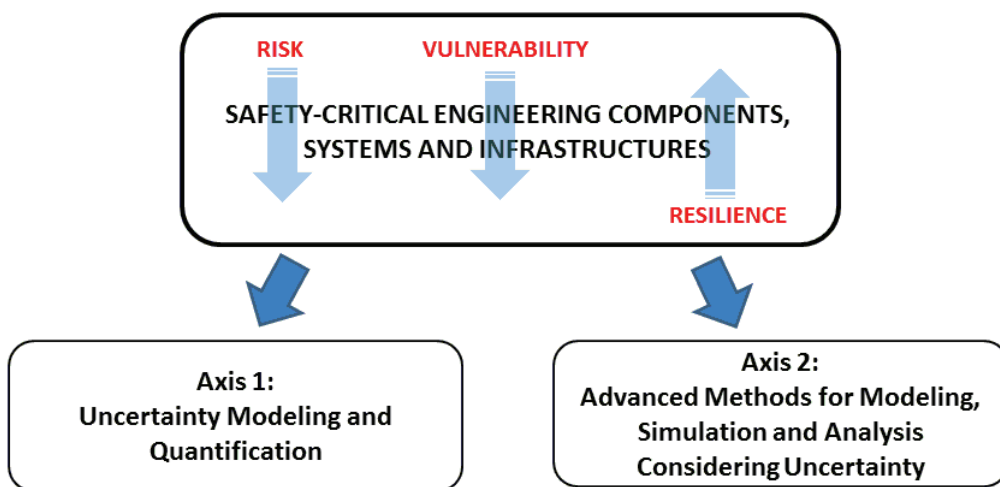 RISK
VULNERABILITY
SAFETY-CRITICAL ENGINEERING COMPONENTS,
SYSTEMS AND INFRASTRUCTURES
RESILIENCE
Axis 1:
Uncertainty Modeling and
Quantification
Axis 2:
Advanced Methods for Modeling,
Simulation and Analysis
Considering Uncertainty